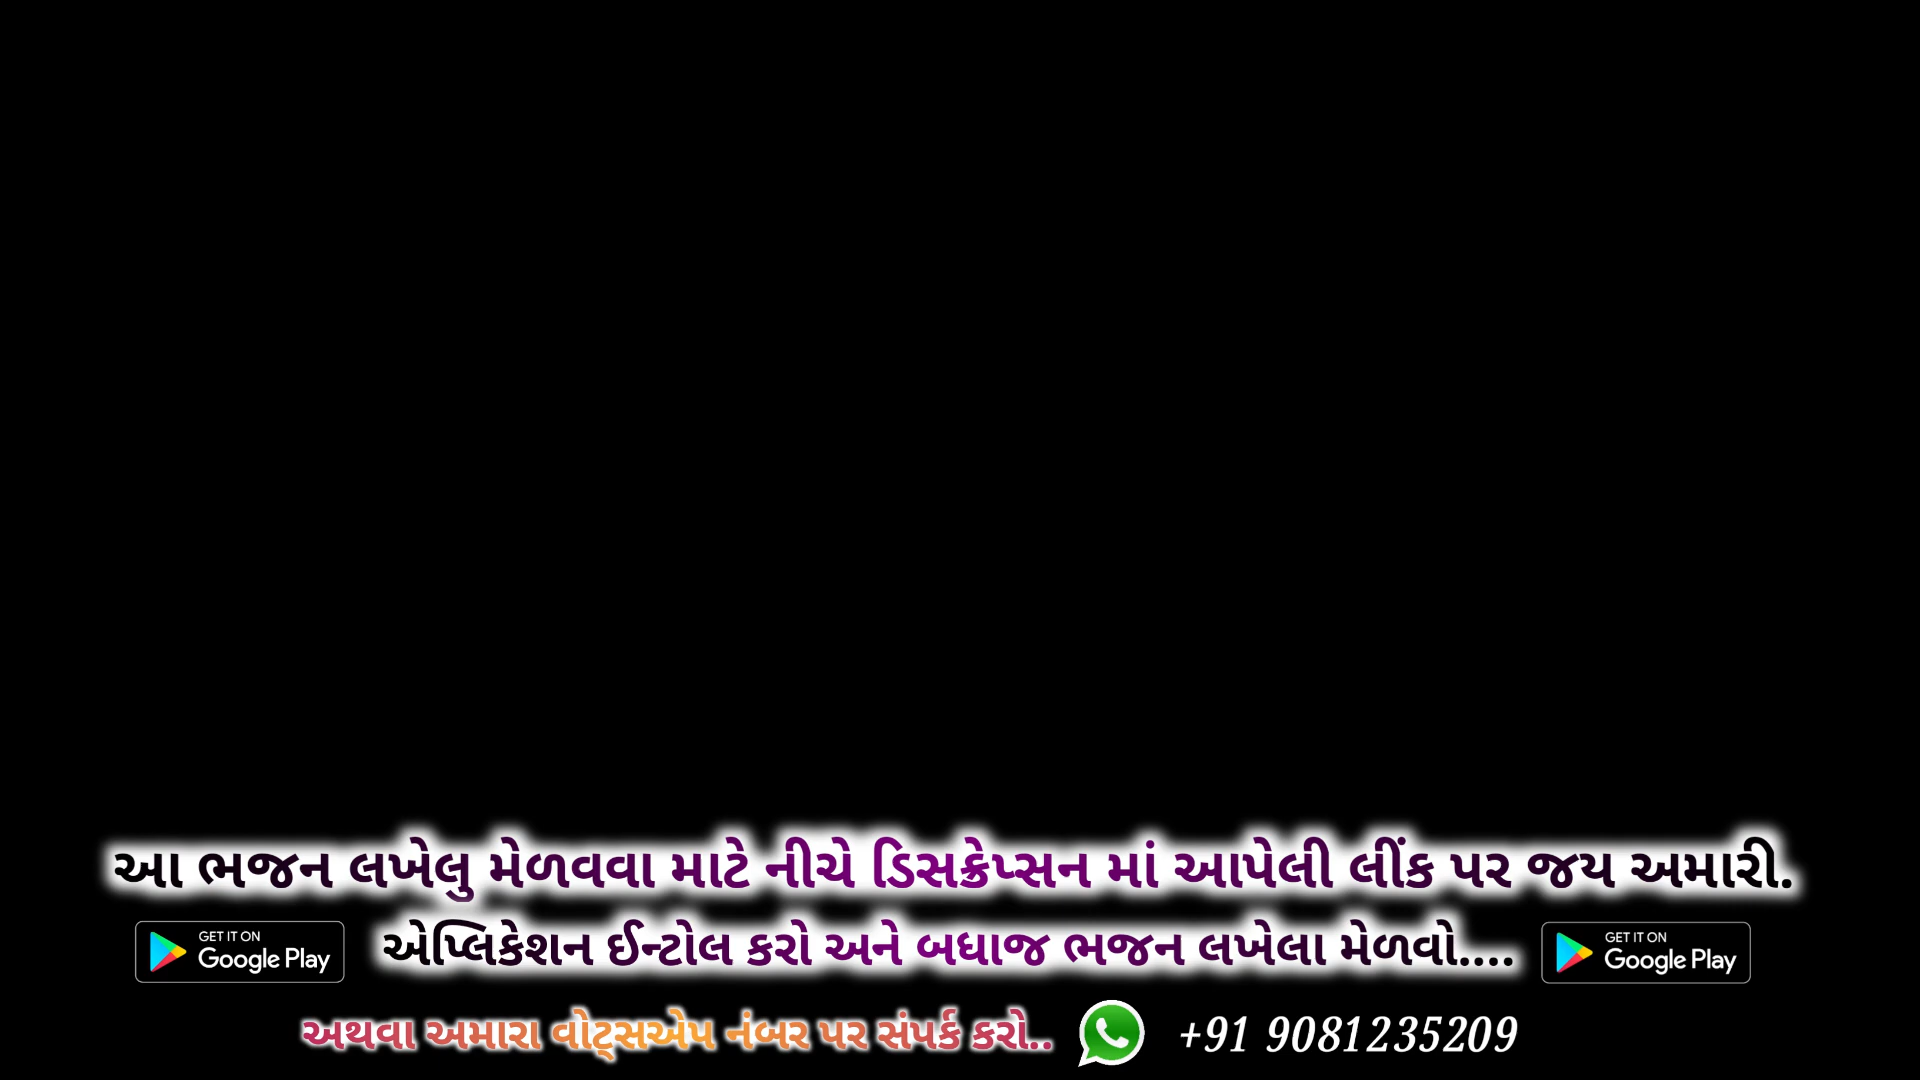 આ ભજન લખેલુ મેળવવા માટે નીચે ડિસક્રેપ્સન માં આપેલી લીંક પર જય અમારી.
GET IT ON
Google Play
એપ્લિકેશન ઈન્ટોલ કરો અને બધાજ ભજન લખેલા મેળવો....
GET IT ON
Google Play
અથવા અમારા વોટ્સએપ નંબર પર સંપર્ક કરો.. +91 9081235209